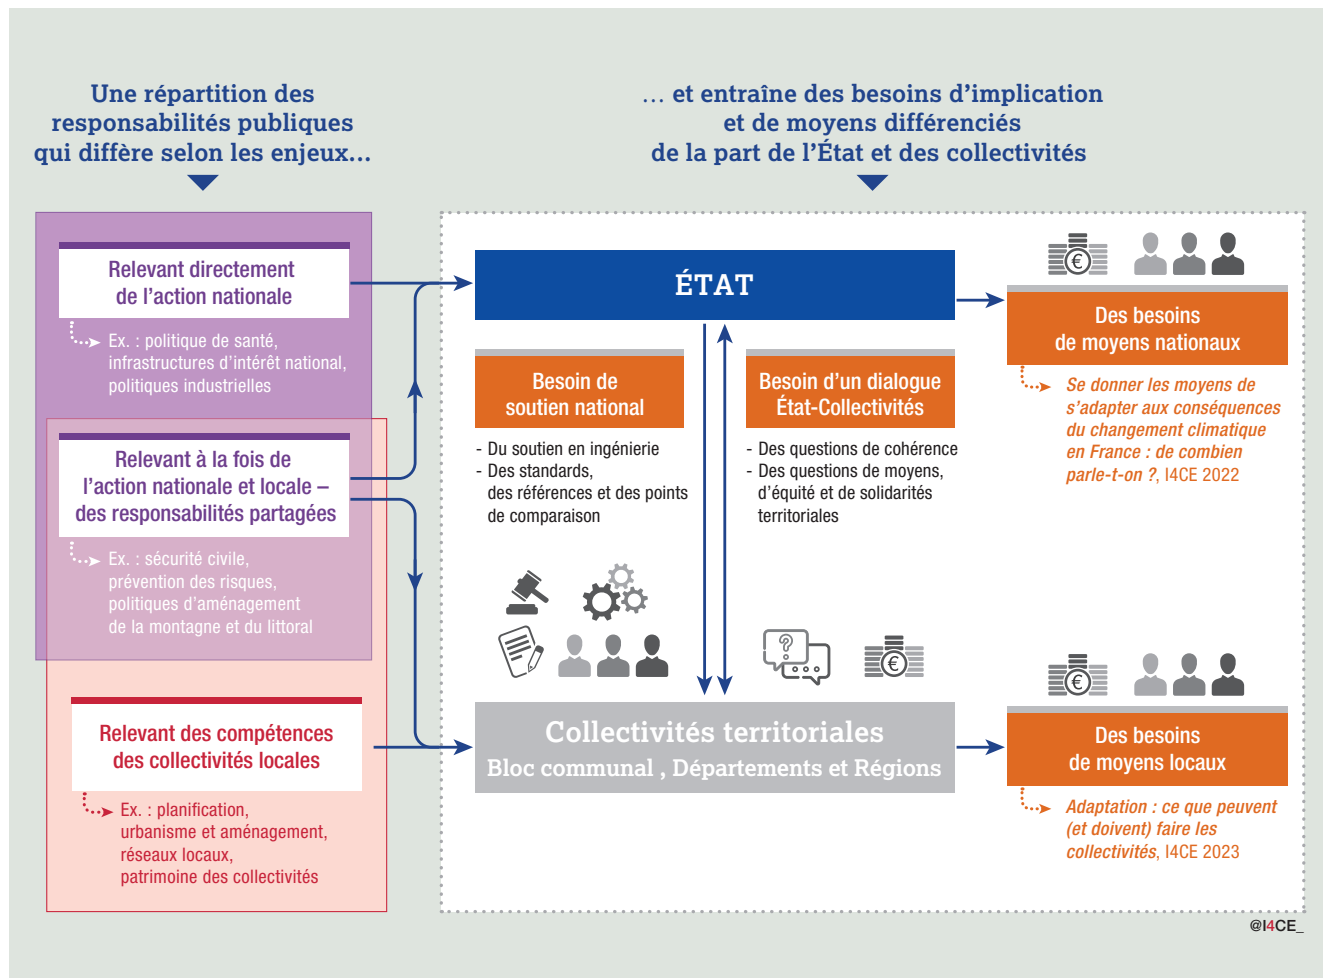 Une répartition des
responsabilités publiques
qui diffère selon les enjeux...
... et entraîne des besoins d'implication
et de moyens différenciés
de la part de l'État et des collectivités
Relevant directement
de l'action nationale
Ex. : politique de santé,
infrastructures d'intérêt national,
politiques industrielles
Relevant à la fois de
l'action nationale et locale –
des responsabilités partagées
Ex. : sécurité civile,
prévention des risques,
politiques d'aménagement
de la montagne et du littoral
Relevant des compétences
des collectivités locales
Ex. : planification,
urbanisme et aménagement,
réseaux locaux,
patrimoine des collectivités
ÉTAT
Besoin de
soutien national
- Du soutien en ingénierie
- Des standards,
des références et des points
de comparaison
Besoin d'un dialogue
État-Collectivités
- Des questions de cohérence
- Des questions de moyens,
d'équité et de solidarités
territoriales
?
€
Collectivités territoriales
Bloc communal , Départements et Régions
€
Des besoins
de moyens nationaux
Se donner les moyens de
s'adapter aux conséquences
du changement climatique
en France : de combien
parle-t-on ?, I4CE 2022
€
Des besoins
de moyens locaux
Adaptation : ce que peuvent
(et doivent) faire les
collectivités, I4CE 2023
@I4CE_